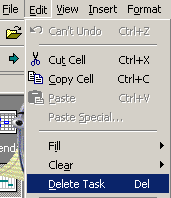 File Edit View Insert Format
Can't Undo Ctrl+Z
Cut Cell Ctrl+X
Copy Cell Ctrl+C
Paste Ctrl+V
Paste Special...
Fill
Clear
Delete Task Del